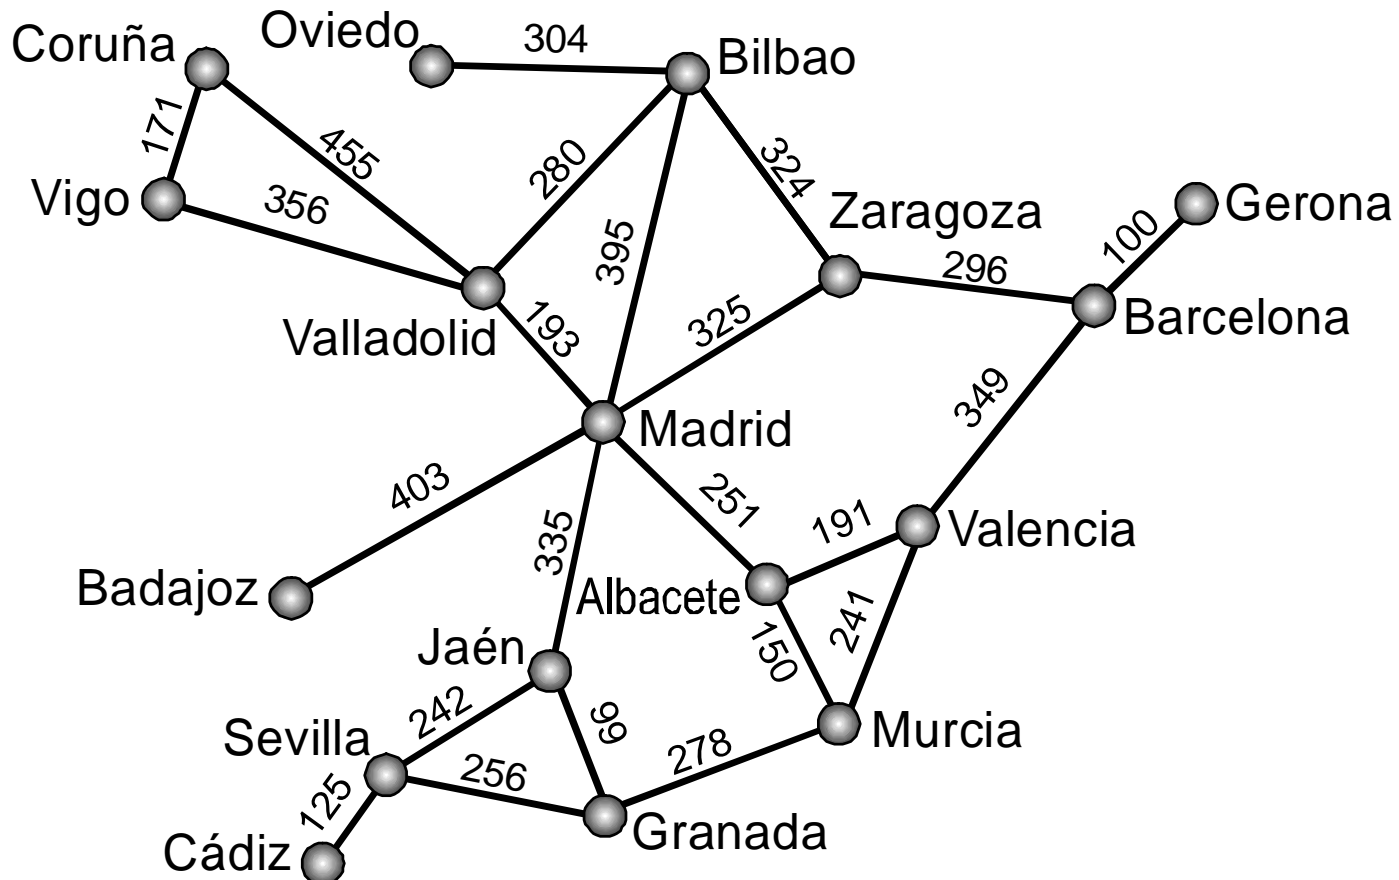 Oviedo
304
Coruña
Bilbao
171
455
280
324
Vigo
356
395
Zaragoza
Gerona
100
296
193
325
Valladolid
Barcelona
349
Madrid
403
251
191
Valencia
335
Badajoz
Albacete
241
150
Jaén
99
242
Sevilla
278
Murcia
256
125
Granada
Cádiz